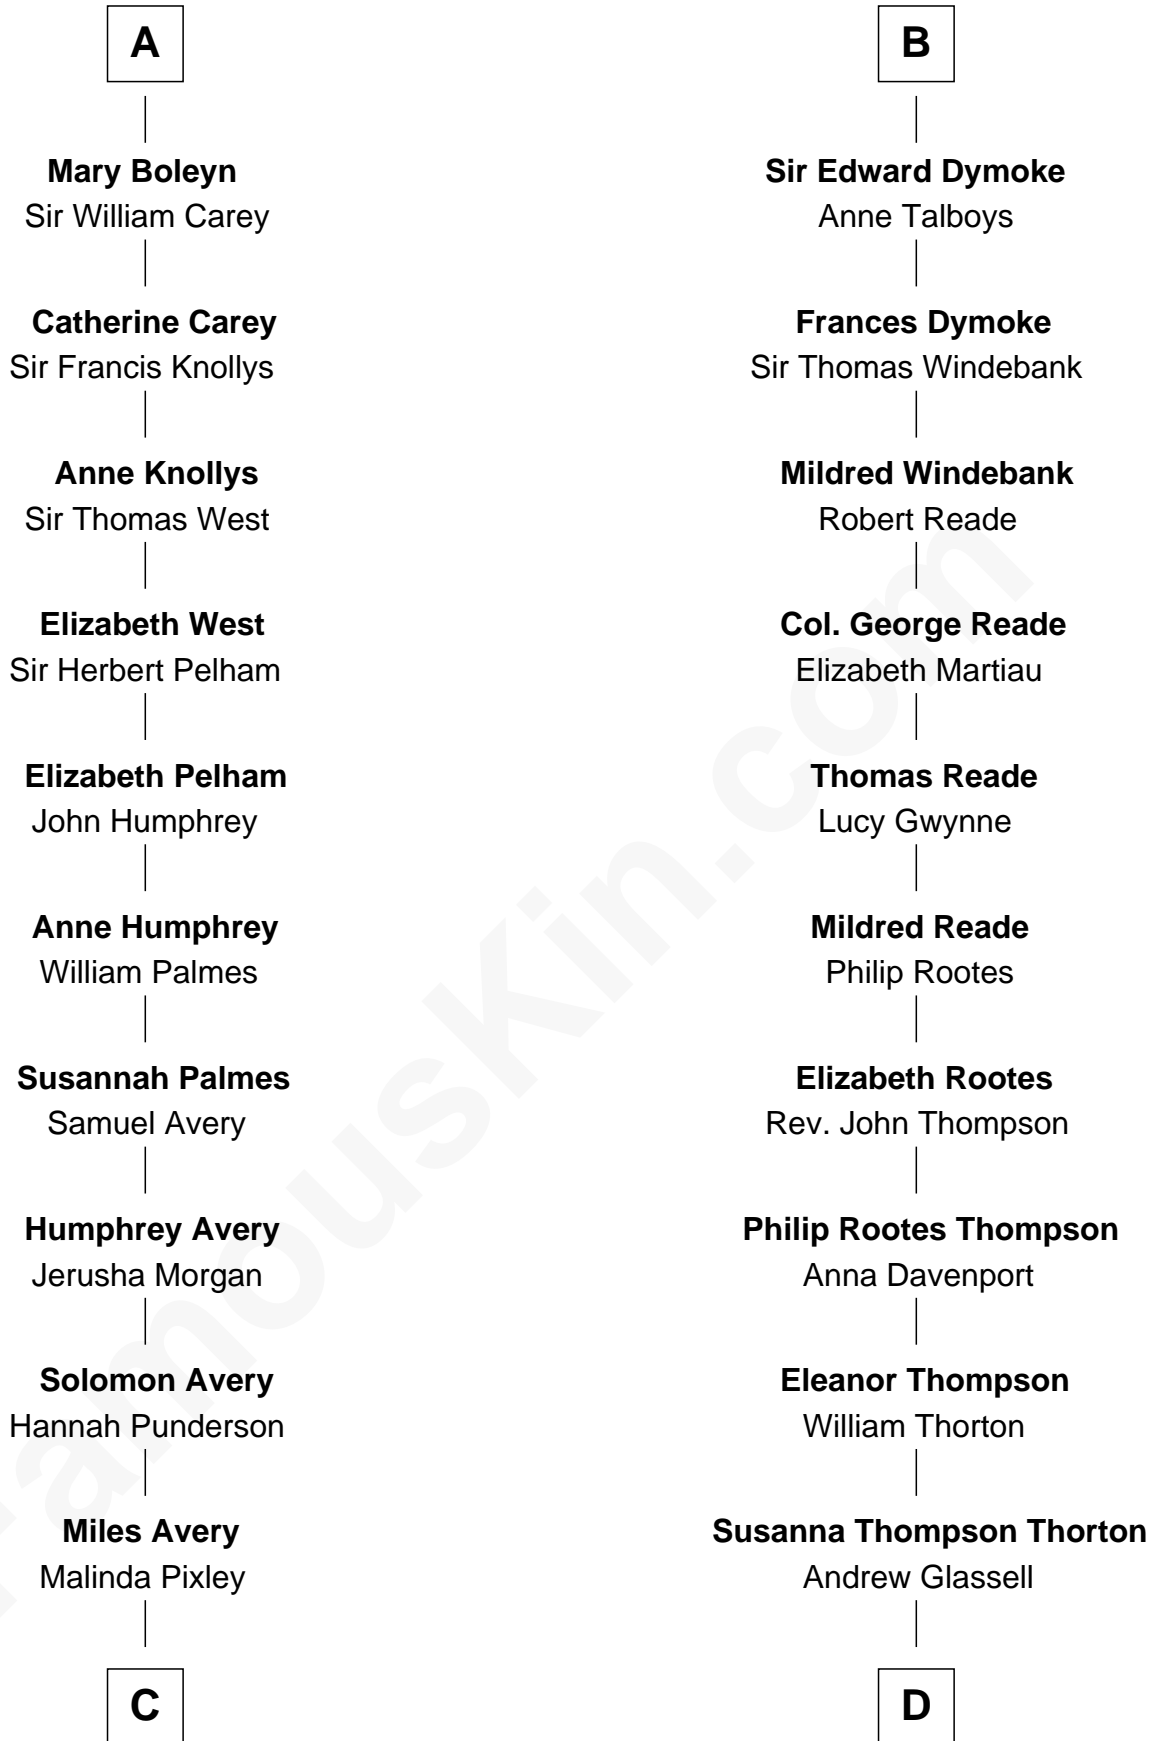 A
Mary Boleyn
Sir William Carey
Catherine Carey
Sir Francis Knollys
Anne Knollys
Sir Thomas West
Elizabeth West
Sir Herbert Pelham
Elizabeth Pelham
John Humphrey
Anne Humphrey
William Palmes
Susannah Palmes
Samuel Avery
Humphrey Avery
Jerusha Morgan
Solomon Avery
Hannah Punderson
Miles Avery
Malinda Pixley
C
B
Sir Edward Dymoke
Anne Talboys
Frances Dymoke
Sir Thomas Windebank
Mildred Windebank
Robert Reade
Col. George Reade
Elizabeth Martiau
Thomas Reade
Lucy Gwynne
Mildred Reade
Philip Rootes
Elizabeth Rootes
Rev. John Thompson
Philip Rootes Thompson
Anna Davenport
Eleanor Thompson
William Thorton
Susanna Thompson Thorton
Andrew Glassell
D
FamousKin.com